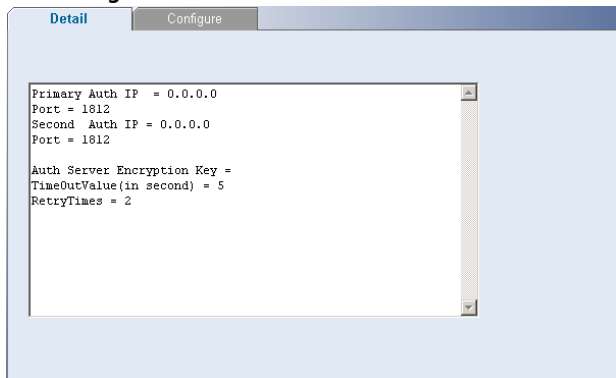 Detail
Configure
Primary Auth IP  = 0.0.0.0
Port = 1812
Second  Auth IP = 0.0.0.0
Port = 1812
Auth Server Encryption Key =
TimeOutValue(in second) = 5
RetryTimes = 2